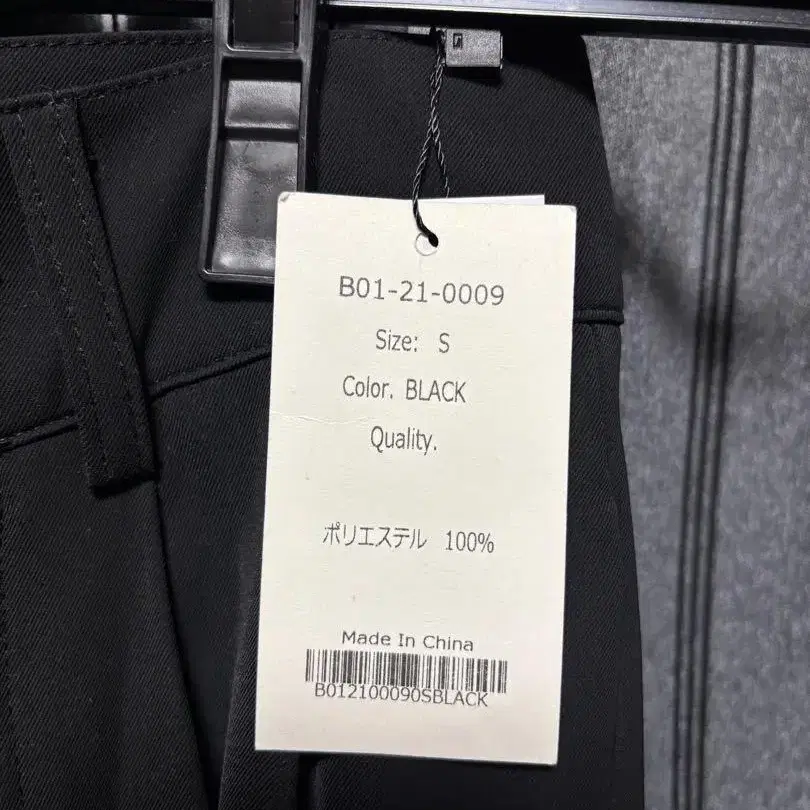 B01-21-0009
Size: S
Color. BLACK
Quality.
ポリエステル 100%
Made In China
B012100090SBLACK